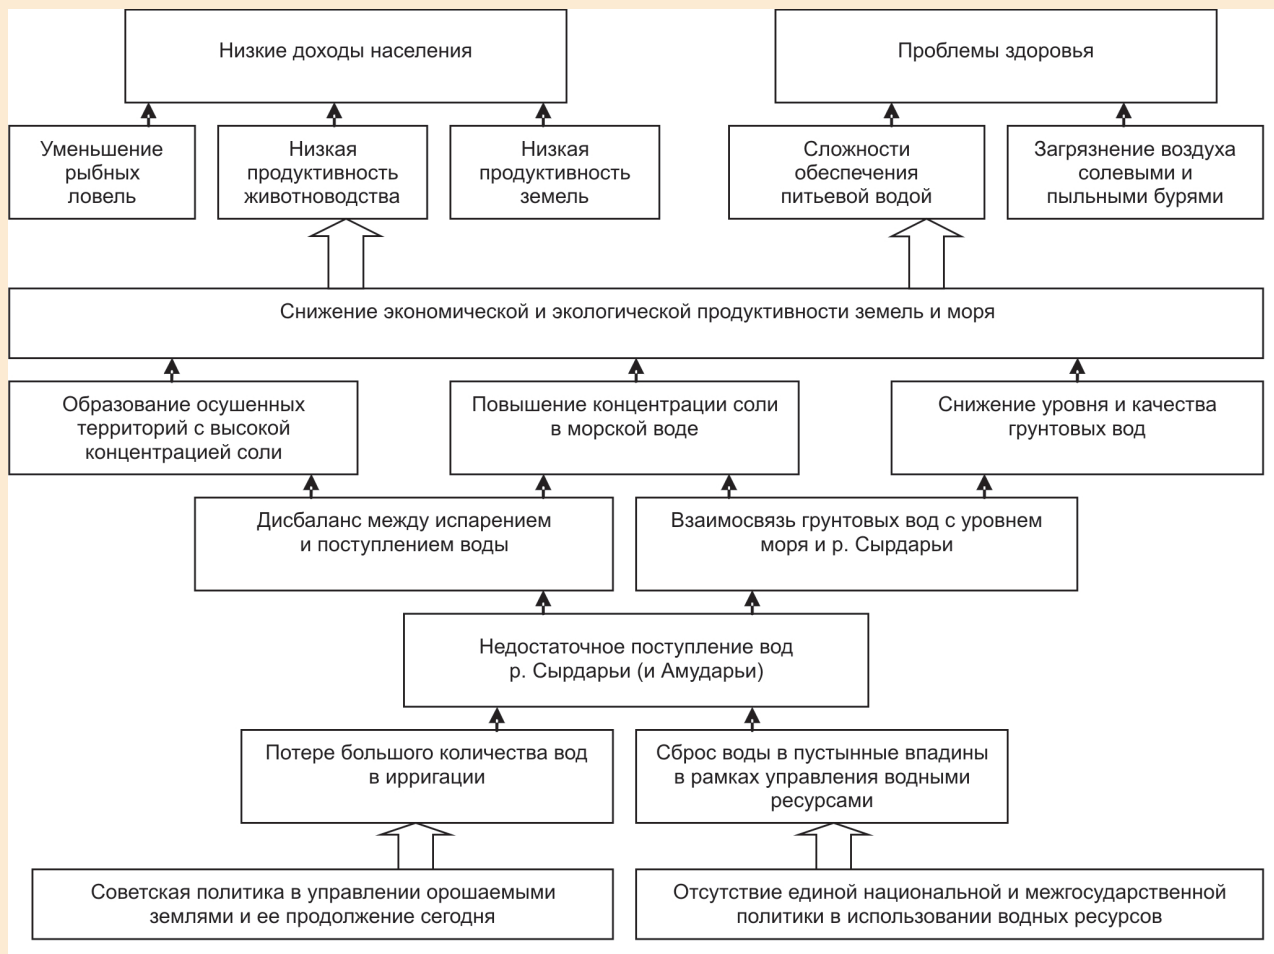 Низкие доходы населения
Проблемы здоровья
Уменьшение
рыбных
ловель
Низкая
продуктивность
животноводства
Низкая
продуктивность
земель
Сложности
обеспечения
питьевой водой
Загрязнение воздуха
солевыми и
пыльными бурями
Снижение экономической и экологической продуктивности земель и моря
Образование осушенных
территорий с высокой
концентрацией соли
Повышение концентрации соли
в морской воде
Снижение уровня и качества
грунтовых вод
Дисбаланс между испарением
и поступлением воды
Взаимосвязь грунтовых вод с уровнем
моря и р. Сырдарьи
Недостаточное поступление вод
р. Сырдарьи (и Амударьи)
Потере большого количества вод
в ирригации
Сброс воды в пустынные впадины
в рамках управления водными
ресурсами
Советская политика в управлении орошаемыми
землями и ее продолжение сегодня
Отсутствие единой национальной и межгосударственной
политики в использовании водных ресурсов